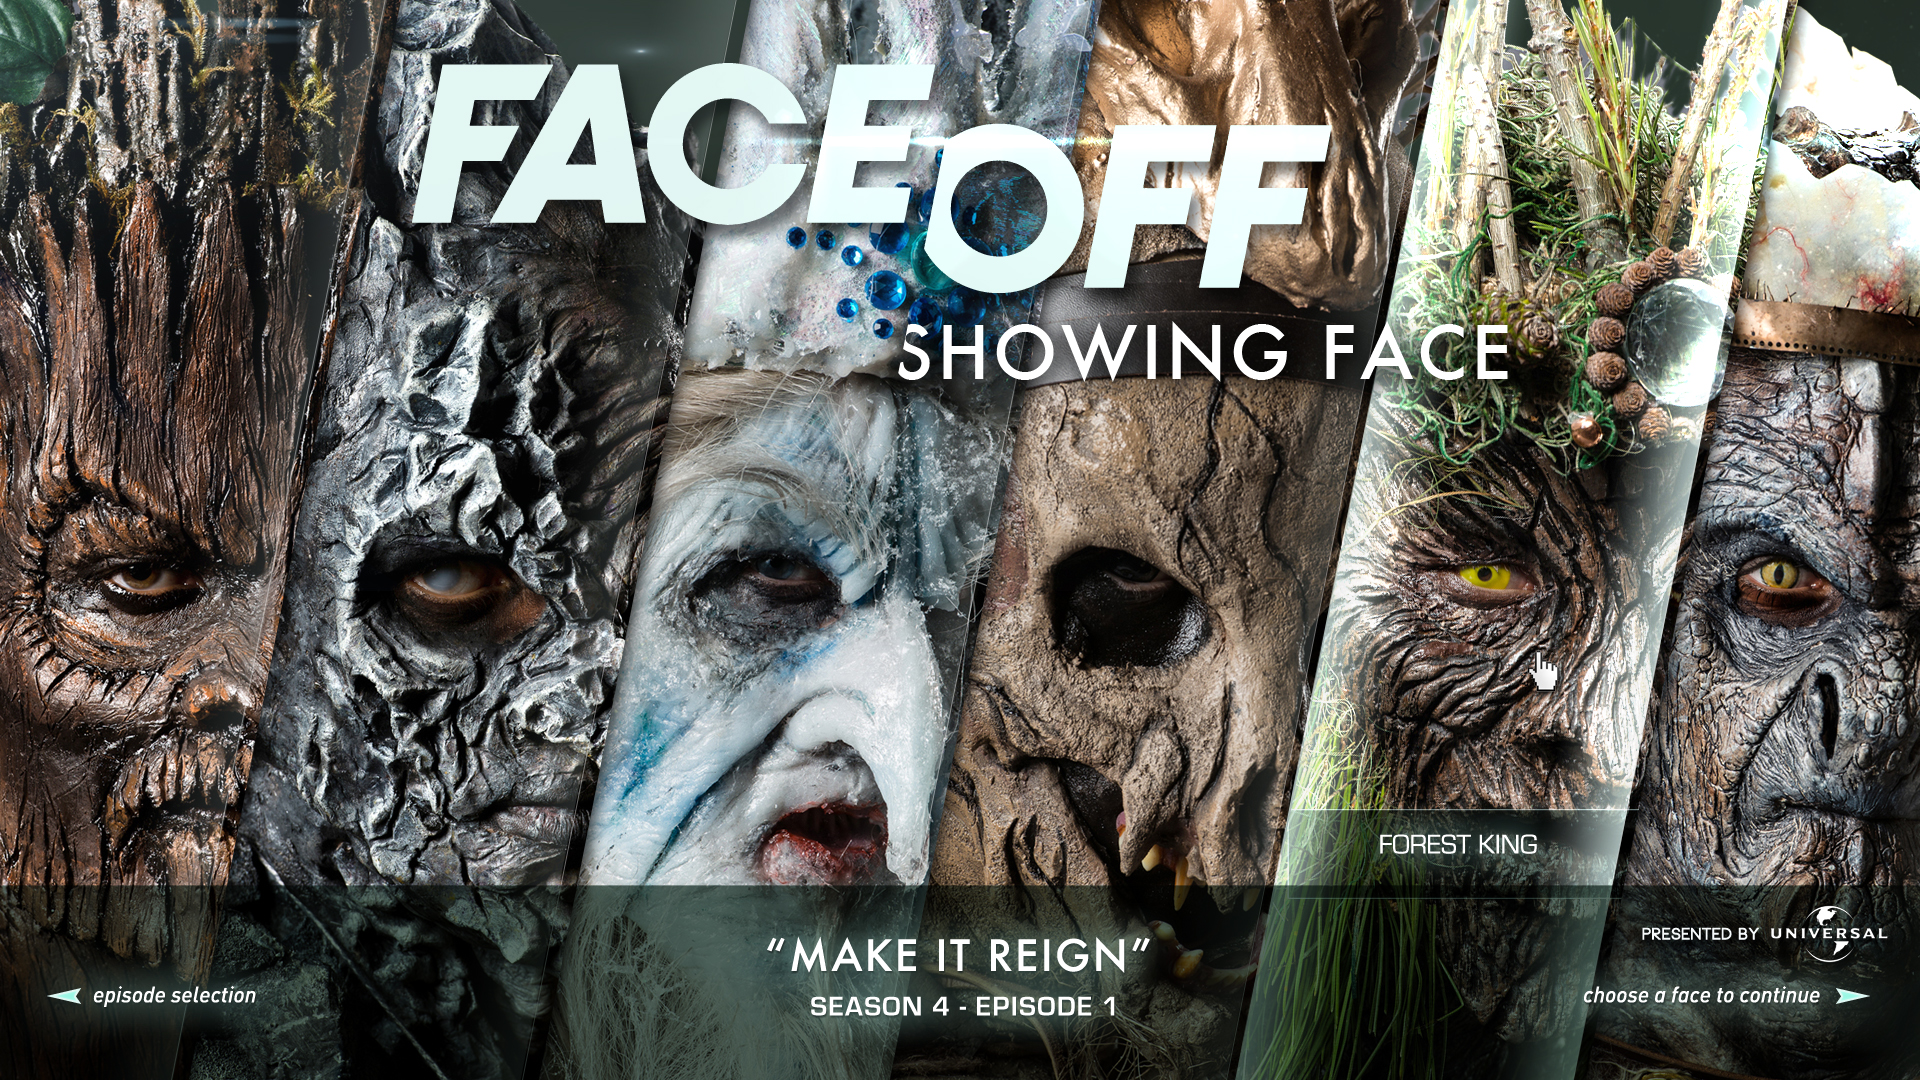 FACE OFF
SHOWING FACE
FOREST KING
PRESENTED BY UNIVERSAL
“MAKE IT REIGN”
SEASON 4 - EPISODE 1
episode selection
choose a face to continue